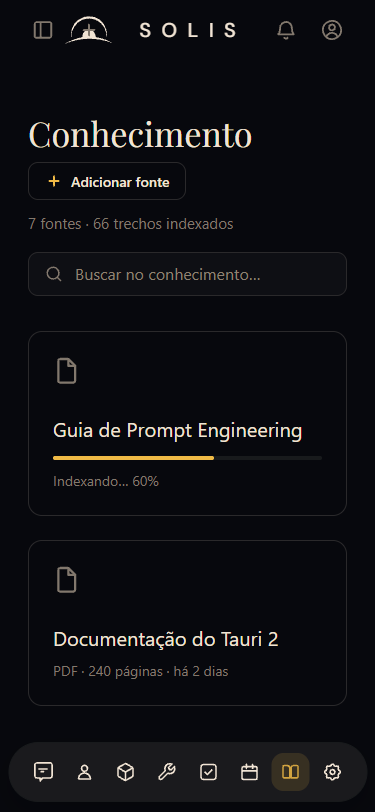 SOLIS
Conhecimento
Adicionar fonte
7 fontes · 66 trechos indexados
Buscar no conhecimento...
Guia de Prompt Engineering
Indexando... 60%
Documentação do Tauri 2
PDF · 240 páginas · há 2 dias